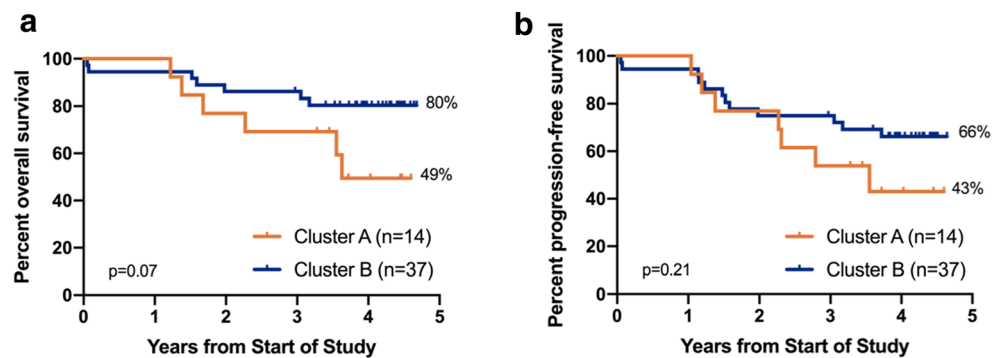 a
Percent overall survival
100
80
60
40
20
0
80%
49%
Cluster A (n=14)
Cluster B (n=37)
p=0.07
0 1 2 3 4 5
Years from Start of Study
b
Percent progression-free survival
100
80
60
40
20
0
66%
43%
Cluster A (n=14)
Cluster B (n=37)
p=0.21
0 1 2 3 4 5
Years from Start of Study